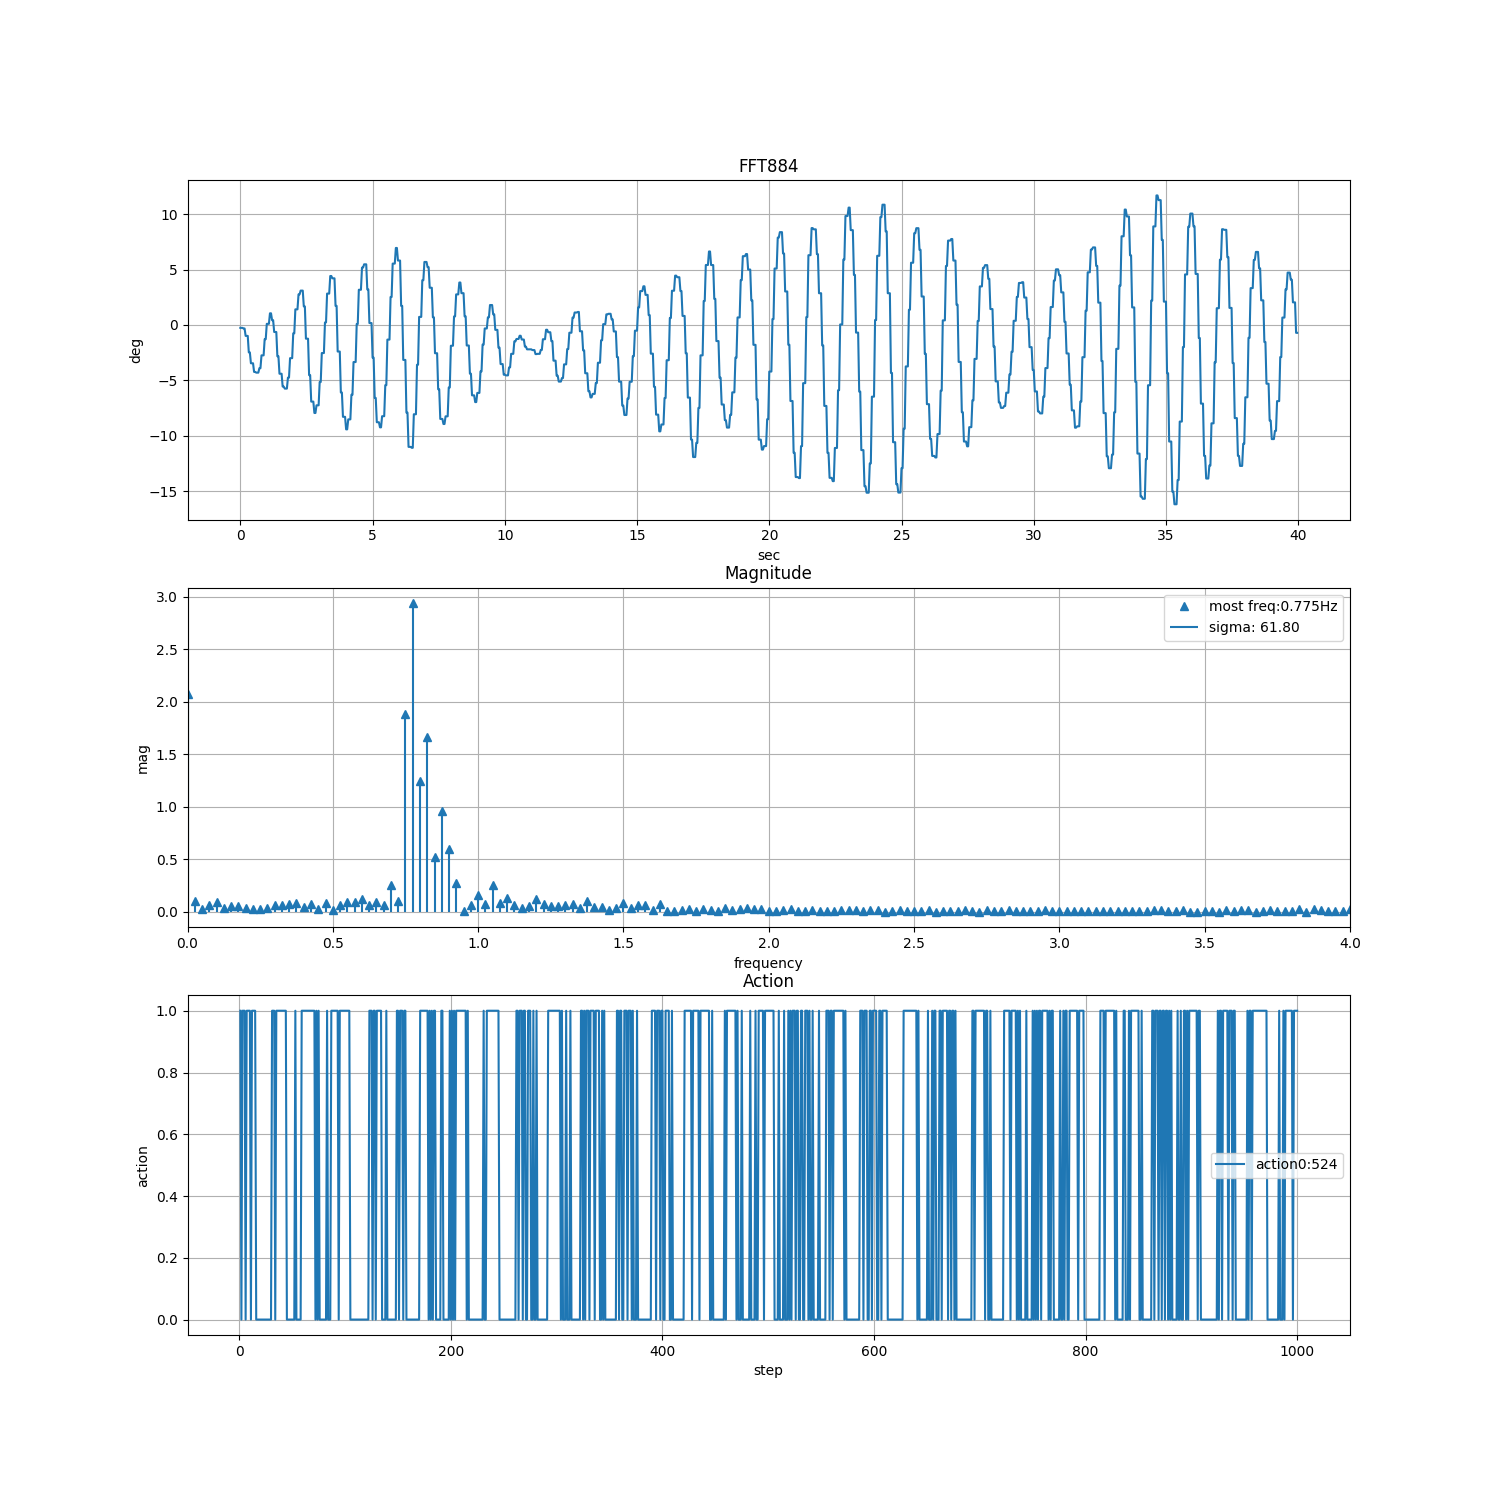 FFT884
deg
10
5
0
−5
−10
−15
0 5 10 15 20 25 30 35 40
sec
Magnitude
mag
3.0
2.5
2.0
1.5
1.0
0.5
0.0
most freq:0.775Hz
sigma: 61.80
0.0 0.5 1.0 1.5 2.0 2.5 3.0 3.5 4.0
frequency
Action
action
1.0
0.8
0.6
0.4
0.2
0.0
action0:524
0 200 400 600 800 1000
step